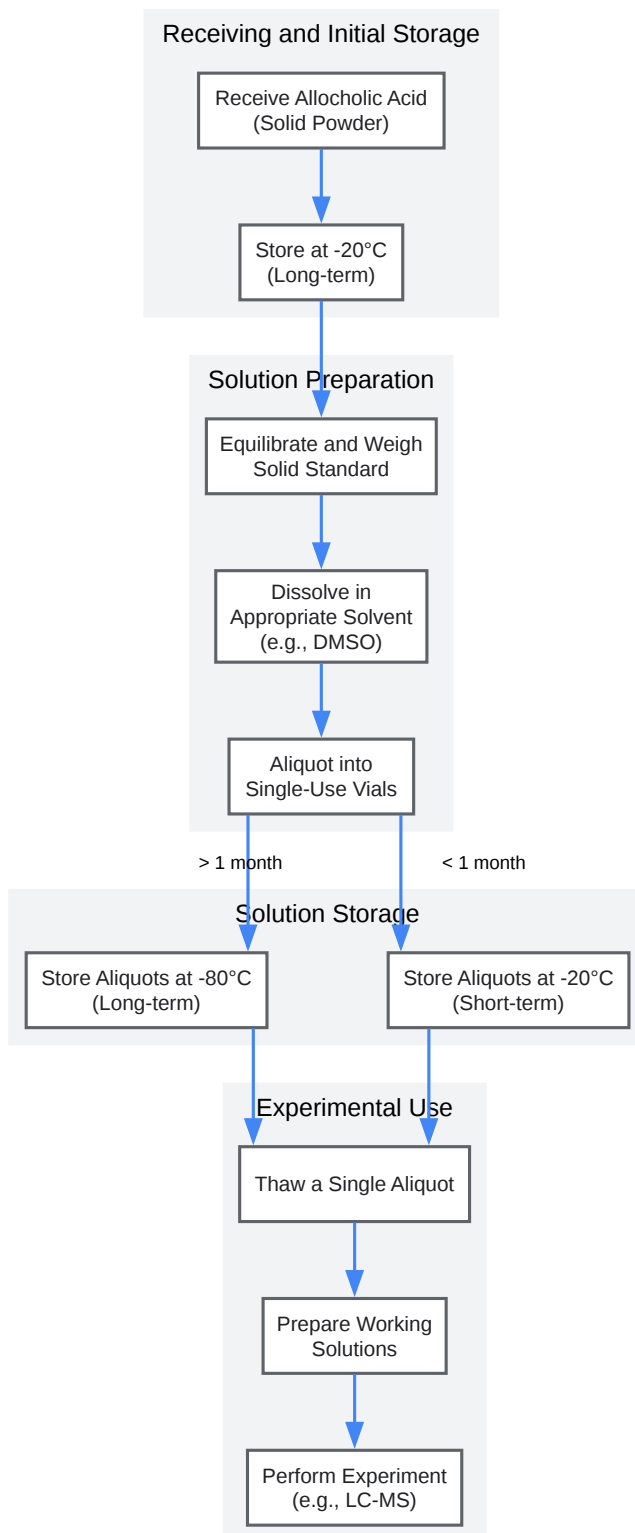 Receiving and Initial Storage
Receive Allocholic Acid
(Solid Powder)
Store at -20°C
(Long-term)
Solution Preparation
Equilibrate and Weigh
Solid Standard
Dissolve in
Appropriate Solvent
(e.g., DMSO)
Aliquot into
Single-Use Vials
> 1 month
< 1 month
Solution Storage
Store Aliquots at -80°C
(Long-term)
Store Aliquots at -20°C
(Short-term)
Experimental Use
Thaw a Single Aliquot
Prepare Working
Solutions
Perform Experiment
(e.g., LC-MS)